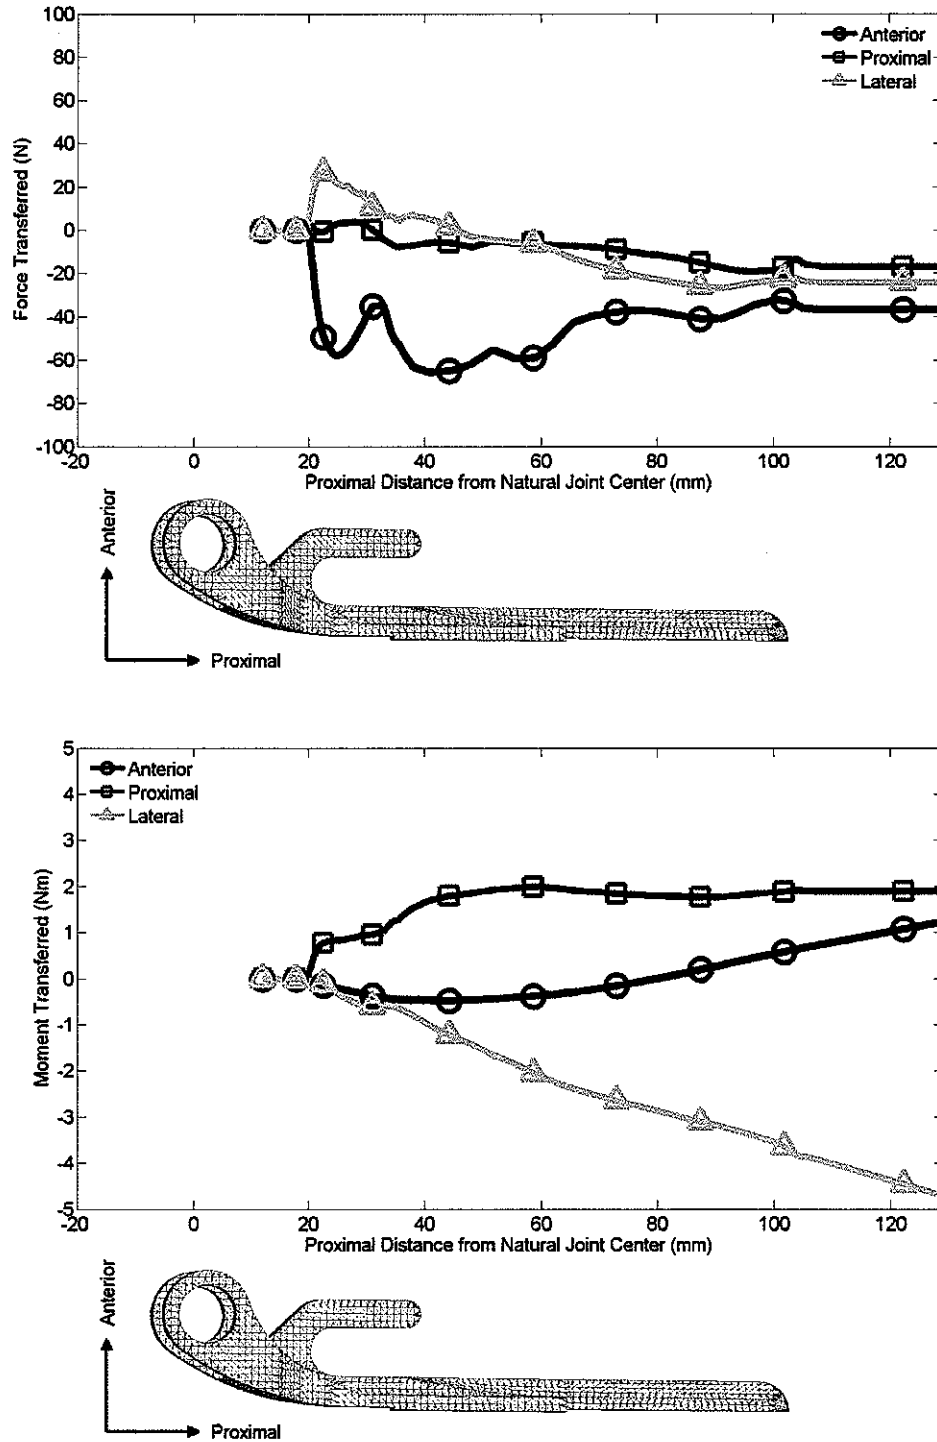 100
80
60
40
20
0
-20
-40
-60
-80
-100
Force Transferred (N)
Anterior
Proximal
Lateral
-20 0 20 40 60 80 100 120
Proximal Distance from Natural Joint Center (mm)
Anterior
Proximal
5
4
3
2
1
0
-1
-2
-3
-4
-5
Moment Transferred (Nm)
Anterior
Proximal
Lateral
-20 0 20 40 60 80 100 120
Proximal Distance from Natural Joint Center (mm)
Anterior
Proximal